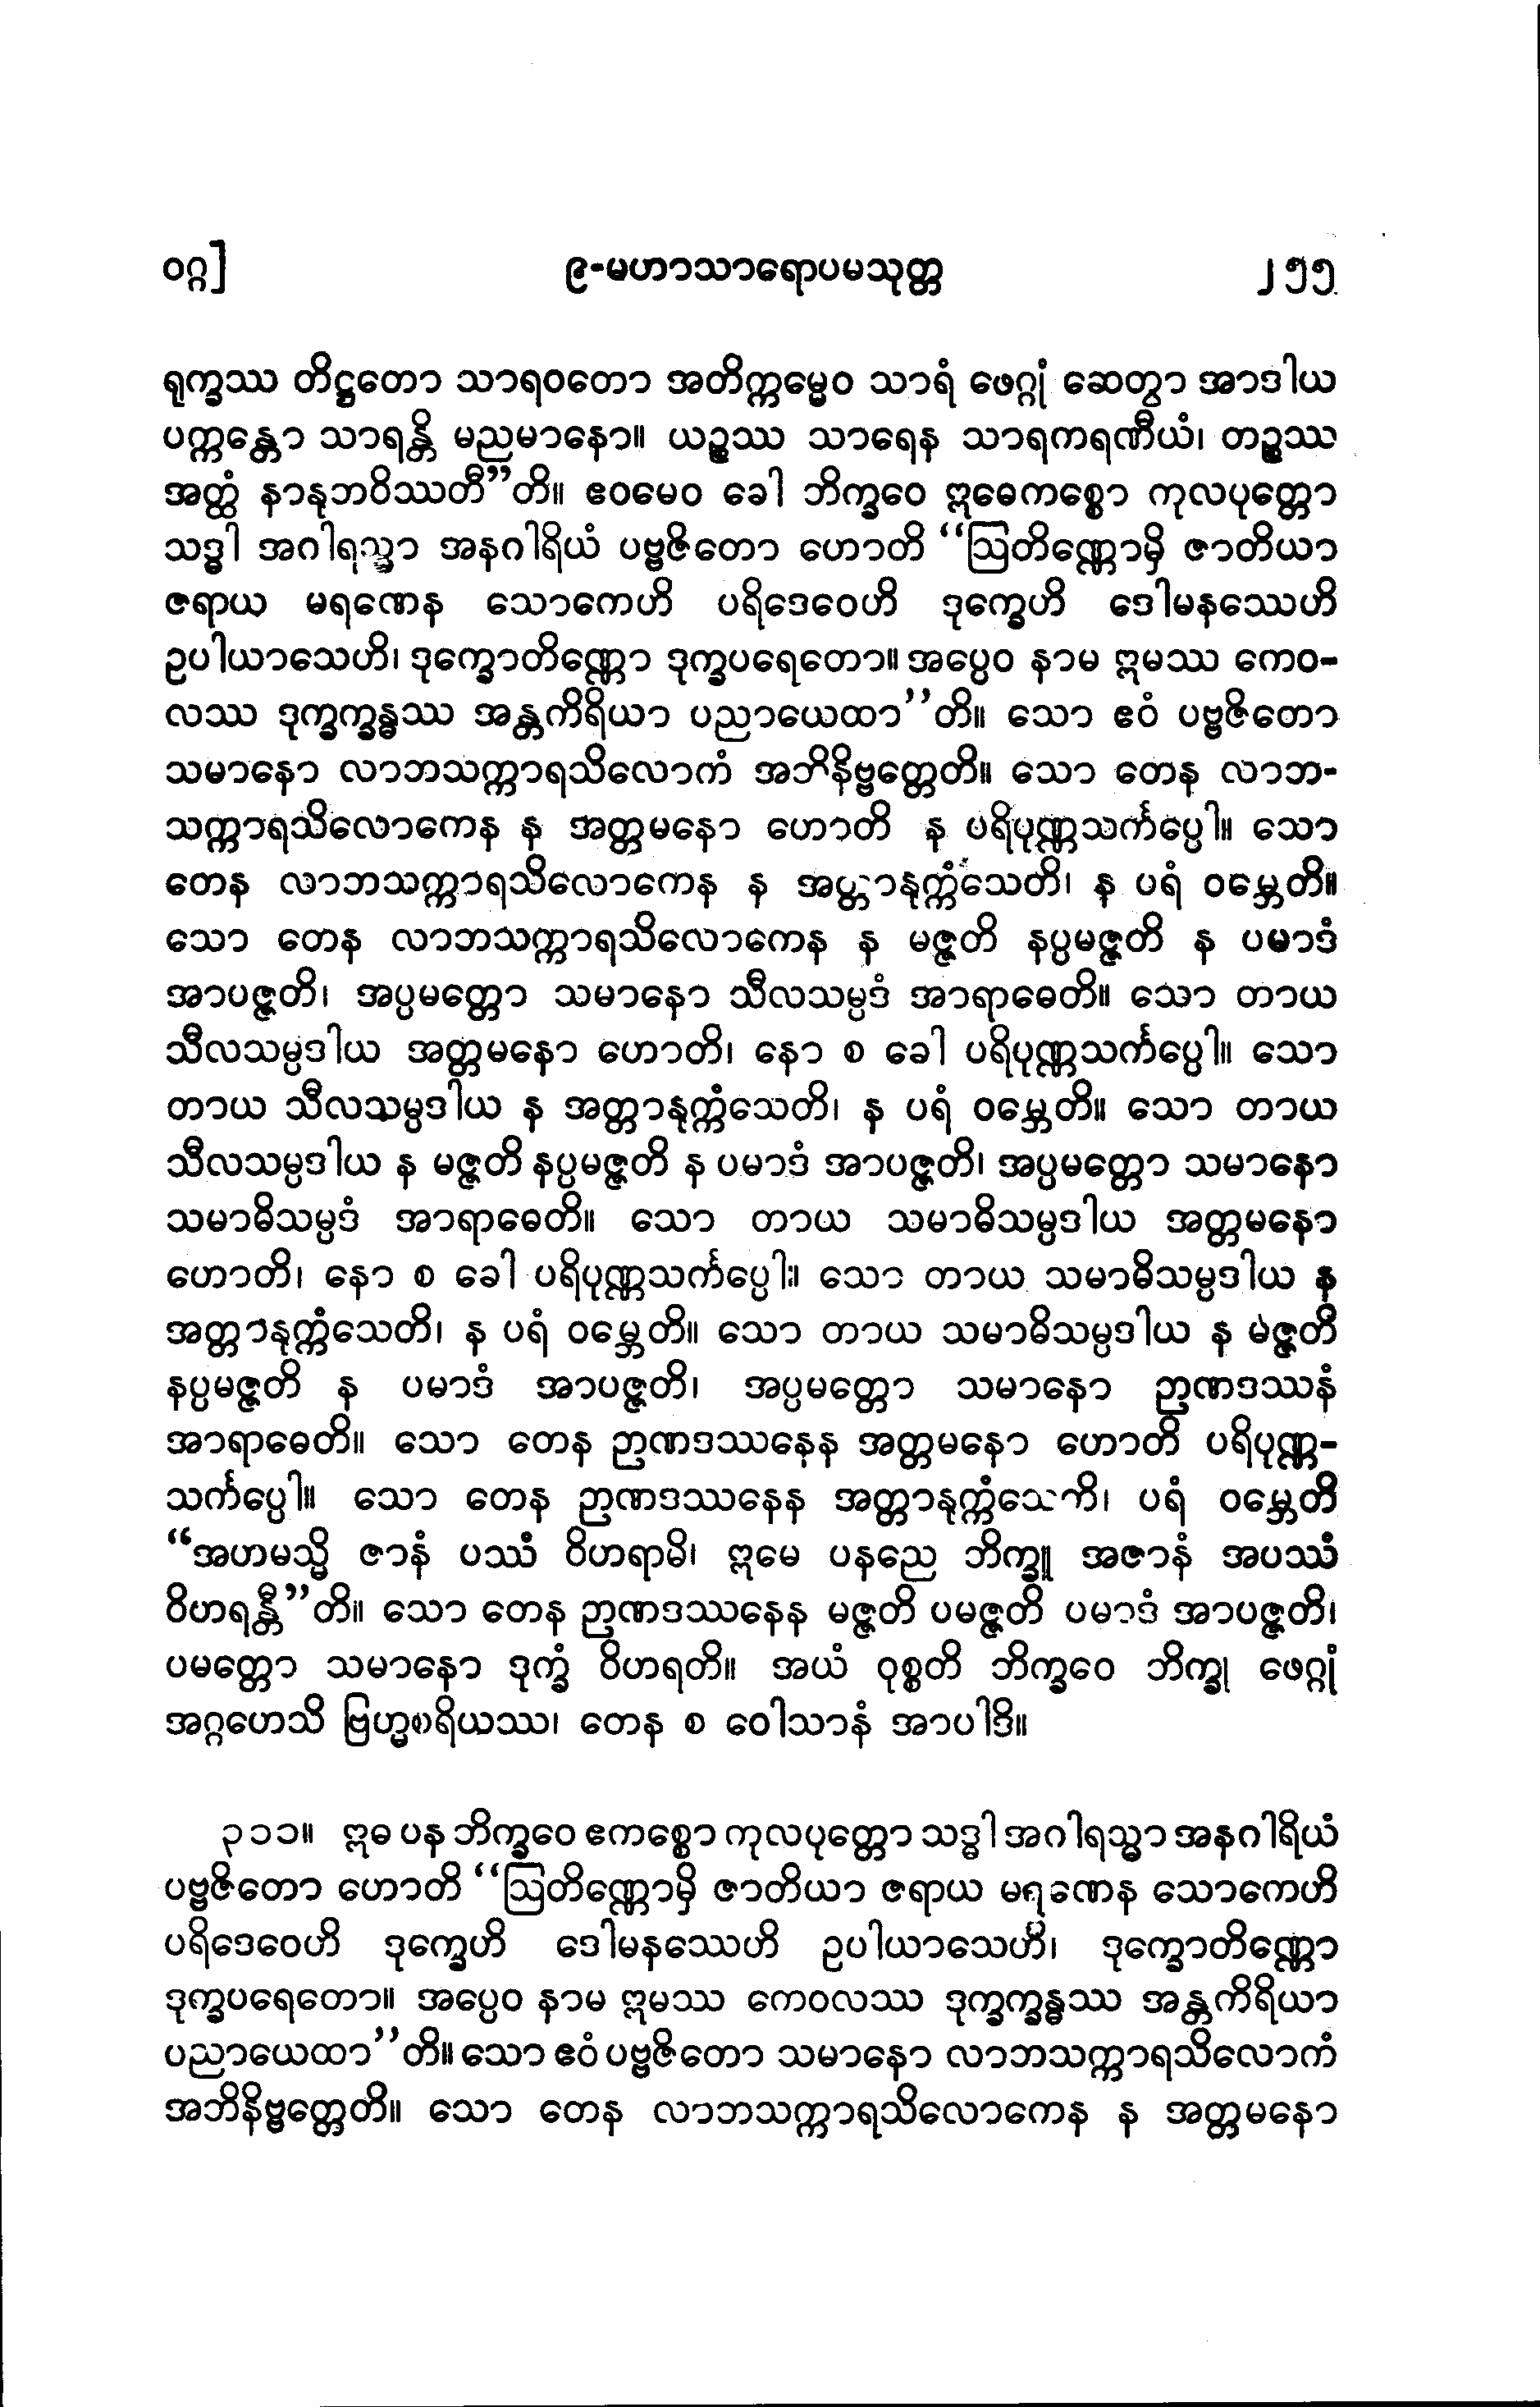 ဝဂ္ဂ] ၉-မဟာသာရောပမသုတ္တ ၂၅၅
ရုက္ခဿ တိဋ္ဌတော သာရဝတော အတိက္ကမ္မေဝ သာရံ ဖေဂ္ဂုံ ဆေတွာ အာဒါယ
ပက္ကန္တော သာရန္တိ မညမာနော။ ယဉ္စဿ သာရေန သာရကရဏီယံ၊ တဉ္စဿ
အတ္ထံ နာနုဘဝိဿတီ”တိ။ ဧဝမေဝ ခေါ ဘိက္ခဝေ ဣဓေကစ္စော ကုလပုတ္တော
သဒ္ဓါ အဂါရသ္မာ အနဂါရိယံ ပဗ္ဗဇိတော ဟောတိ “ဩတိဏ္ဏောမှိ ဇာတိယာ
ဇရာယ မရဏေန သောကေဟိ ပရိဒေဝေဟိ ဒုက္ခေဟိ ဒေါမနဿေဟိ
ဥပါယာသေဟိ၊ ဒုက္ခောတိဏ္ဏော ဒုက္ခပရေတော။ အပ္ပေဝ နာမ ဣမဿ ကေဝ-
လဿ ဒုက္ခက္ခန္ဓဿ အန္တကိရိယာ ပညာယေထာ”တိ။ သော ဧဝံ ပဗ္ဗဇိတော
သမာနော လာဘသက္ကာရသိလောကံ အဘိနိဗ္ဗတ္တေတိ။ သော တေန လာဘ-
သက္ကာရသိလောကေန န အတ္တမနော ဟောတိ န ပရိပုဏ္ဏသင်္ကပ္ပေါ။ သော
တေန လာဘသက္ကာရသိလောကေန န အတ္တာနုက္ကံသေတိ၊ န ပရံ ဝမ္ဘေတိ။
သော တေန လာဘသက္ကာရသိလောကေန န မဇ္ဇတိ နပ္ပမဇ္ဇတိ န ပမာဒံ
အာပဇ္ဇတိ၊ အပ္ပမတ္တော သမာနော သီလသမ္ပဒံ အာရာဓေတိ။ သော တာယ
သီလသမ္ပဒါယ အတ္တမနော ဟောတိ၊ နော စ ခေါ ပရိပုဏ္ဏသင်္ကပ္ပေါ။ သော
တာယ သီလသမ္ပဒါယ န အတ္တာနုက္ကံသေတိ၊ န ပရံ ဝမ္ဘေတိ။ သော တာယ
သီလသမ္ပဒါယ န မဇ္ဇတိ နပ္ပမဇ္ဇတိ န ပမာဒံ အာပဇ္ဇတိ၊ အပ္ပမတ္တော သမာနော
သမာဓိသမ္ပဒံ အာရာဓေတိ။ သော တာယ သမာဓိသမ္ပဒါယ အတ္တမနော
ဟောတိ၊ နော စ ခေါ ပရိပုဏ္ဏသင်္ကပ္ပေါ။ သော တာယ သမာဓိသမ္ပဒါယ န
အတ္တာနုက္ကံသေတိ၊ န ပရံ ဝမ္ဘေတိ။ သော တာယ သမာဓိသမ္ပဒါယ န မဇ္ဇတိ
နပ္ပမဇ္ဇတိ န ပမာဒံ အာပဇ္ဇတိ၊ အပ္ပမတ္တော သမာနော ဉာဏဒဿနံ
အာရာဓေတိ။ သော တေန ဉာဏဒဿနေန အတ္တမနော ဟောတိ ပရိပုဏ္ဏ-
သင်္ကပ္ပေါ။ သော တေန ဉာဏဒဿနေန အတ္တာနုက္ကံသေတိ၊ ပရံ ဝမ္ဘေတိ
“အဟမသ္မိ ဇာနံ ပဿံ ဝိဟရာမိ၊ ဣမေ ပနညေ ဘိက္ခူ အဇာနံ အပဿံ
ဝိဟရန္တီ”တိ။ သော တေန ဉာဏဒဿနေန မဇ္ဇတိ ပမဇ္ဇတိ ပမာဒံ အာပဇ္ဇတိ၊
ပမတ္တော သမာနော ဒုက္ခံ ဝိဟရတိ။ အယံ ဝုစ္စတိ ဘိက္ခဝေ ဘိက္ခု ဖေဂ္ဂုံ
အဂ္ဂဟေသိ ဗြဟ္မစရိယဿ၊ တေန စ ဝေါသာနံ အာပါဒိ။
၃၁၁။ ဣဓ ပန ဘိက္ခဝေ ဧကစ္စော ကုလပုတ္တော သဒ္ဓါ အဂါရသ္မာ အနဂါရိယံ
ပဗ္ဗဇိတော ဟောတိ “ဩတိဏ္ဏောမှိ ဇာတိယာ ဇရာယ မရဏေန သောကေဟိ
ပရိဒေဝေဟိ ဒုက္ခေဟိ ဒေါမနဿေဟိ ဥပါယာသေဟိ၊ ဒုက္ခောတိဏ္ဏော
ဒုက္ခပရေတော။ အပ္ပေဝ နာမ ဣမဿ ကေဝလဿ ဒုက္ခက္ခန္ဓဿ အန္တကိရိယာ
ပညာယေထာ”တိ။ သော ဧဝံ ပဗ္ဗဇိတော သမာနော လာဘသက္ကာရသိလောကံ
အဘိနိဗ္ဗတ္တေတိ။ သော တေန လာဘသက္ကာရသိလောကေန န အတ္တမနော